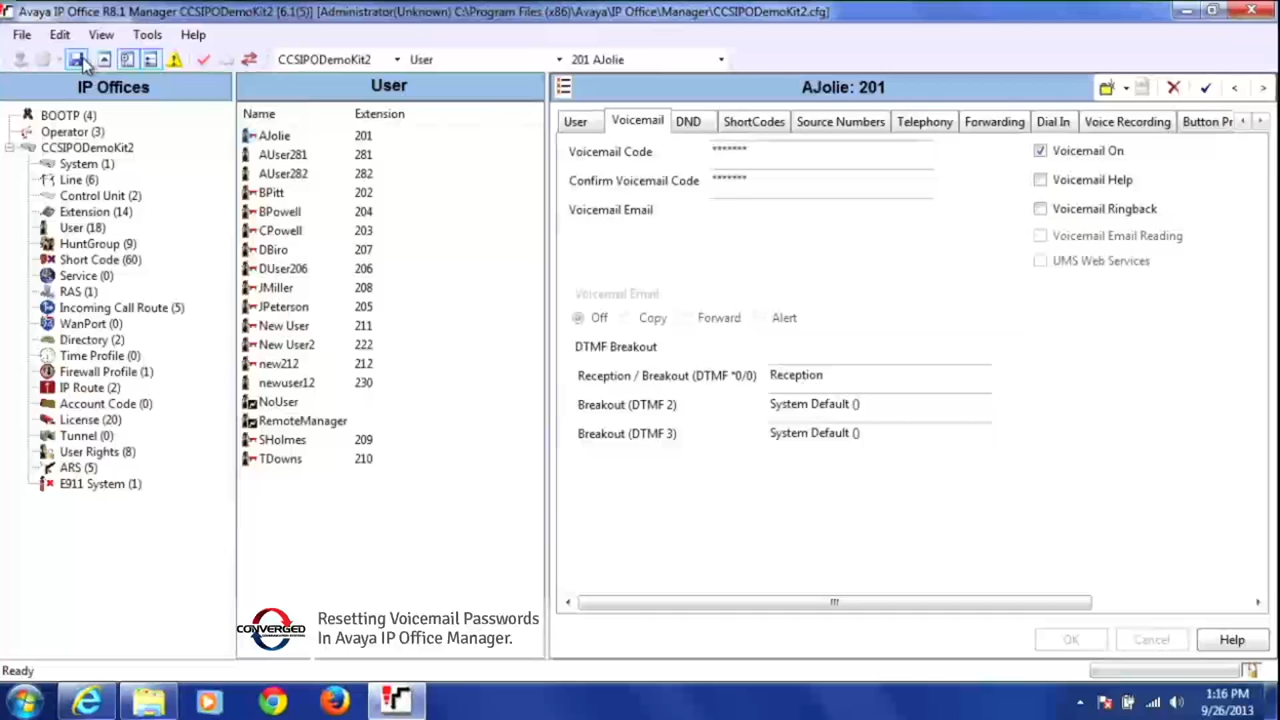 Avaya IP Office R8.1 Manager CCSIPODemoKit2 [6.1(5)] [Administrator(Unknown) C:\Program Files (x86)\Avaya\IP Office\Manager\CCSIPODemoKit2.cfg]
File Edit View Tools Help
CCSIPODemoKit2 User 201 AJolie
IP Offices
BOOTP (4)
Operator (3)
CCSIPODemoKit2
System (1)
Line (6)
Control Unit (2)
Extension (14)
User (18)
HuntGroup (9)
Short Code (60)
Service (0)
RAS (1)
Incoming Call Route (5)
WanPort (0)
Directory (2)
Time Profile (0)
Firewall Profile (1)
IP Route (2)
Account Code (0)
License (20)
Tunnel (0)
User Rights (8)
ARS (5)
E911 System (1)
User
Name Extension
AJolie 201
AUser281 281
AUser282 282
BPitt 202
BPowell 204
CPowell 203
DBiro 207
DUser206 206
JMiller 208
JPeterson 205
New User 211
New User2 222
new212 212
newuser12 230
NoUser
RemoteManager
SHolmes 209
TDowns 210
CONVERGED
Resetting Voicemail Passwords
In Avaya IP Office Manager.
AJolie: 201
User Voicemail DND ShortCodes Source Numbers Telephony Forwarding Dial In Voice Recording Button Pr
Voicemail Code *******
Confirm Voicemail Code *******
Voicemail Email
Voicemail On
Voicemail Help
Voicemail Ringback
Voicemail Email Reading
UMS Web Services
Voicemail Email
Off Copy Forward Alert
DTMF Breakout
Reception / Breakout (DTMF *0/0) Reception
Breakout (DTMF 2) System Default ()
Breakout (DTMF 3) System Default ()
OK Cancel Help
Ready
1:16 PM
9/26/2013